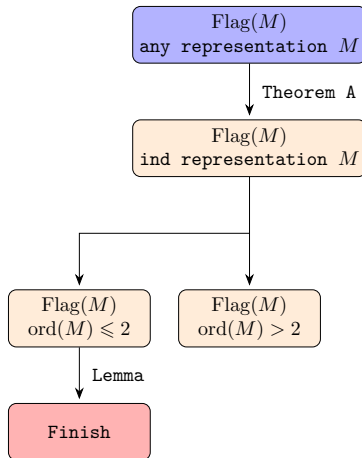 Flag(M)
any representation M
Theorem A
Flag(M)
ind representation M
Flag(M)
ord(M) ⩽ 2
Flag(M)
ord(M) > 2
Lemma
Finish